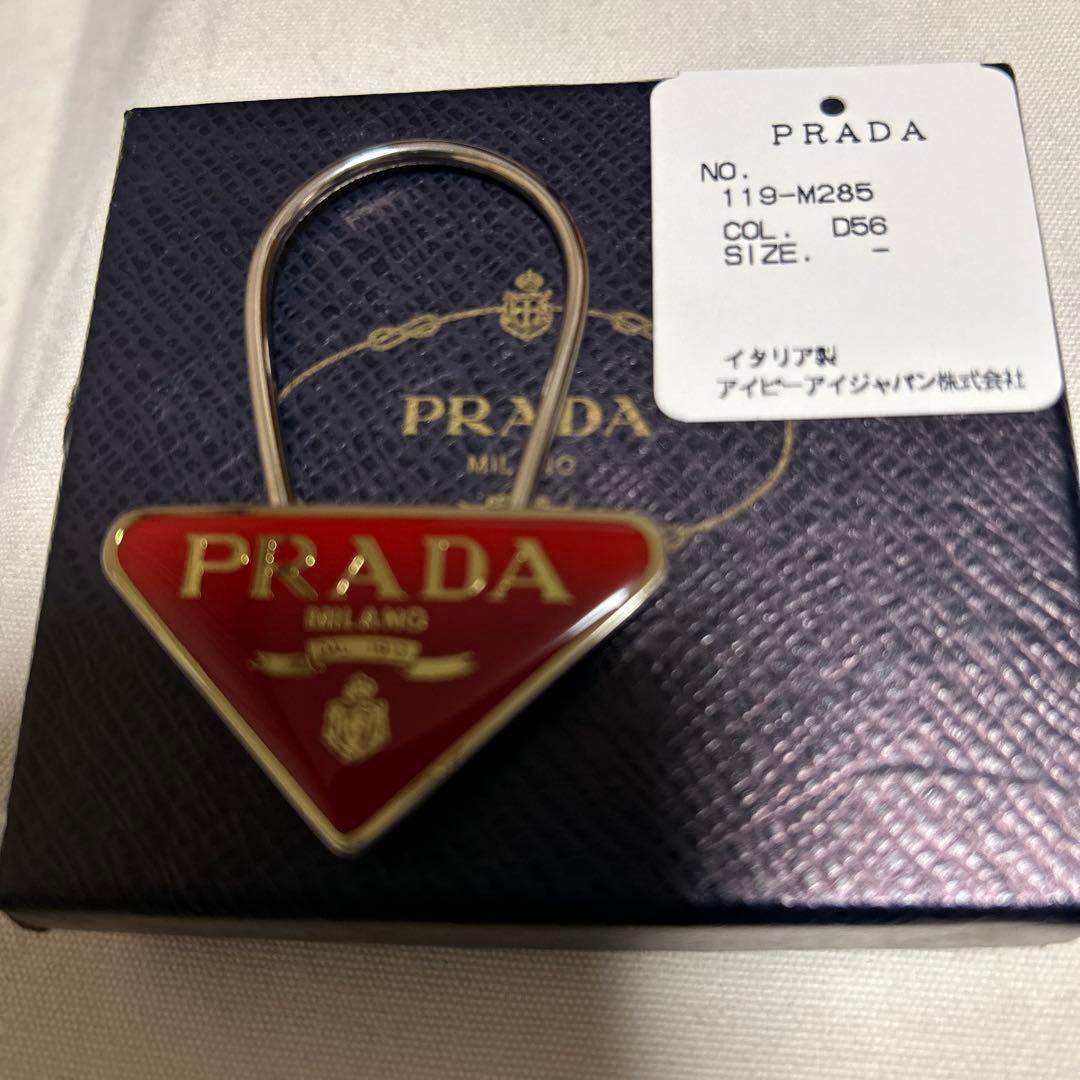 PRADA
NO.
119-M285
COL. D56
SIZE. -
イタリア製
アイピーアイジャパン株式会社
PRADA
MILANO
PRADA
MILANO